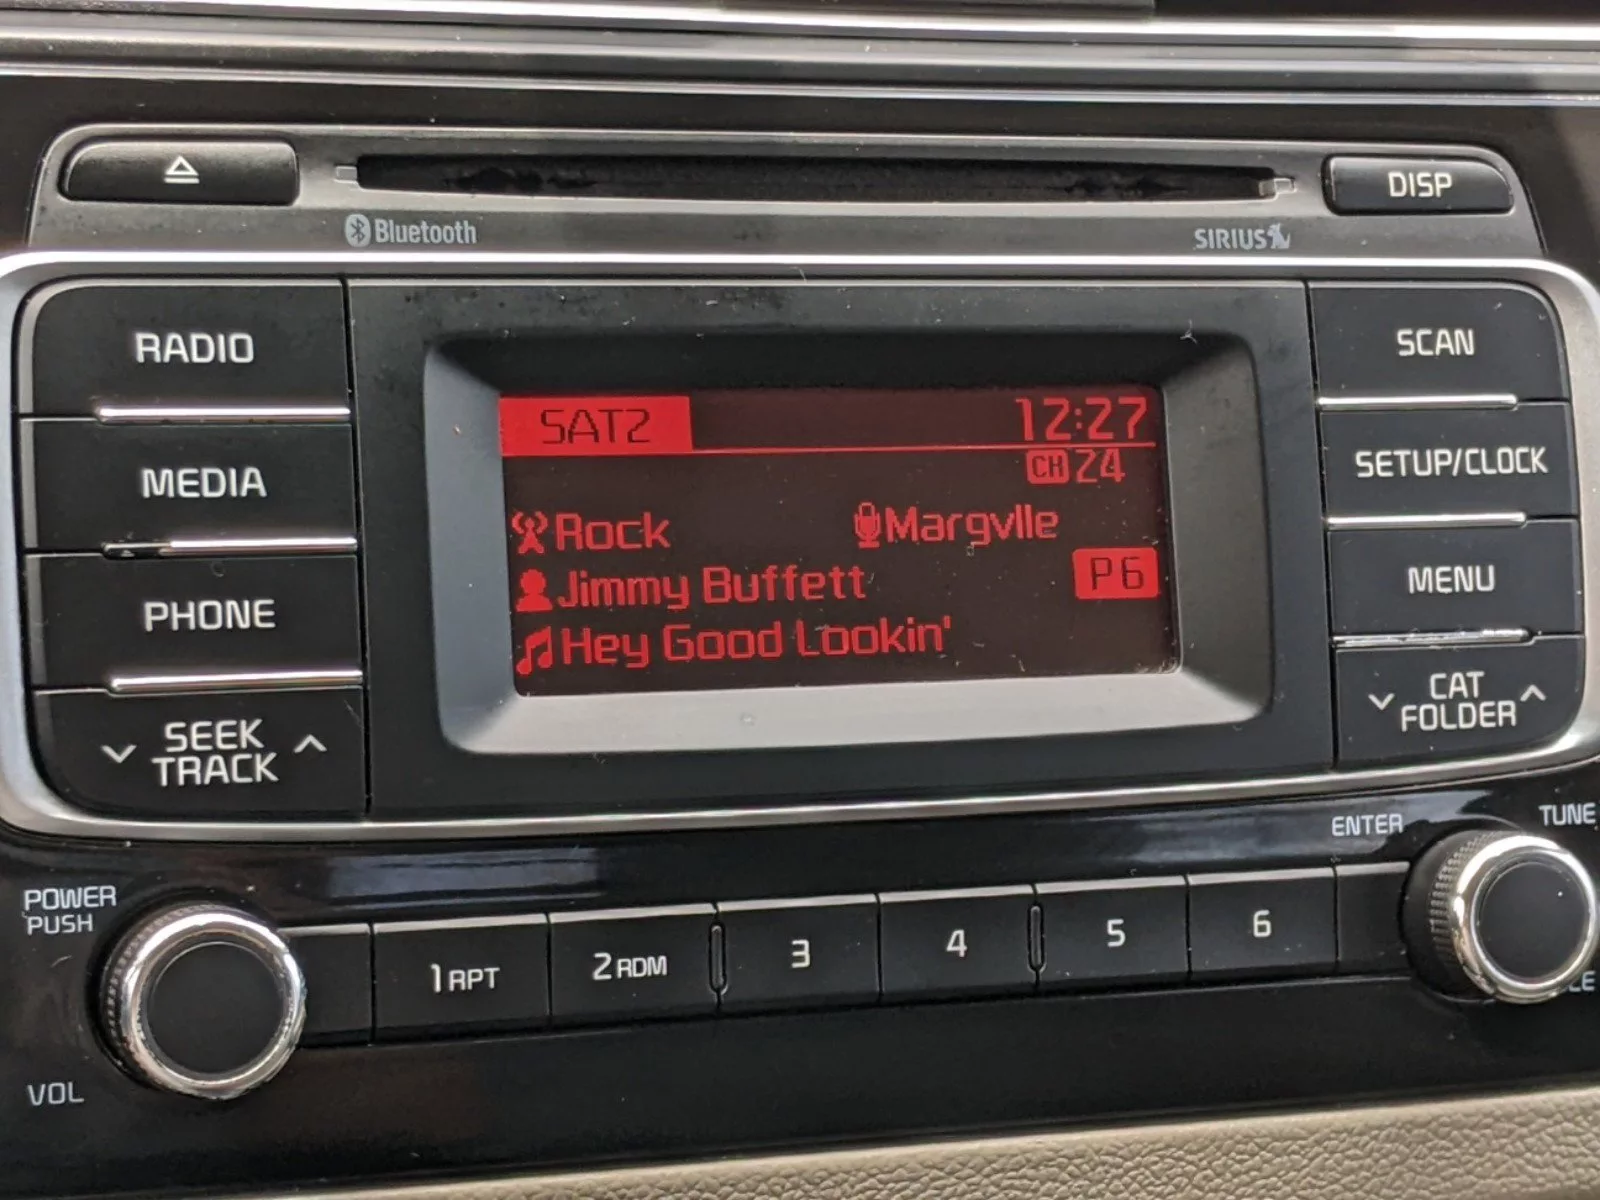 DISP
Bluetooth
SIRIUS
RADIO
MEDIA
PHONE
SEEK
TRACK
SAT2 12:27
CH 24
Rock Margvlle
Jimmy Buffett P6
Hey Good Lookin'
SCAN
SETUP/CLOCK
MENU
CAT
FOLDER
POWER
PUSH
VOL
1 RPT 2 RDM 3 4 5 6
ENTER
TUNE